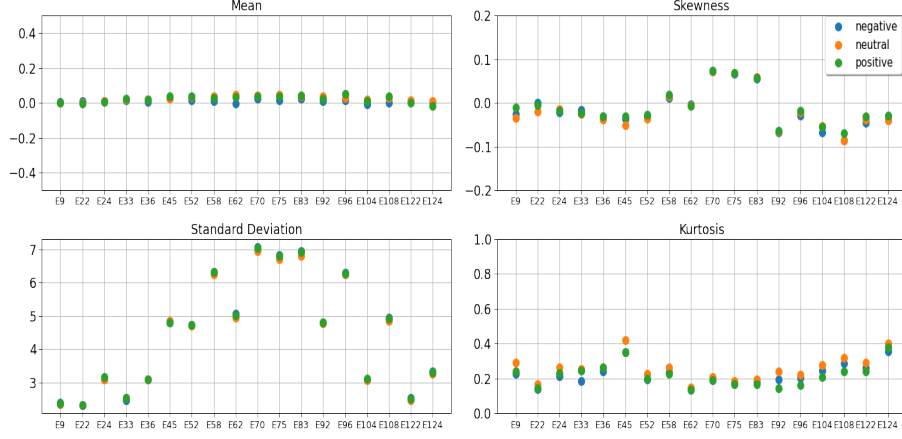 Mean
0.4
0.2
0.0
−0.2
−0.4
E9 E22 E24 E33 E36 E45 E52 E58 E62 E70 E75 E83 E92 E96 E104 E108 E122 E124
Skewness
0.2
0.1
0.0
−0.1
−0.2
negative
neutral
positive
E9 E22 E24 E33 E36 E45 E52 E58 E62 E70 E75 E83 E92 E96 E104 E108 E122 E124
Standard Deviation
7
6
5
4
3
E9 E22 E24 E33 E36 E45 E52 E58 E62 E70 E75 E83 E92 E96 E104 E108 E122 E124
Kurtosis
1.0
0.8
0.6
0.4
0.2
0.0
E9 E22 E24 E33 E36 E45 E52 E58 E62 E70 E75 E83 E92 E96 E104 E108 E122 E124